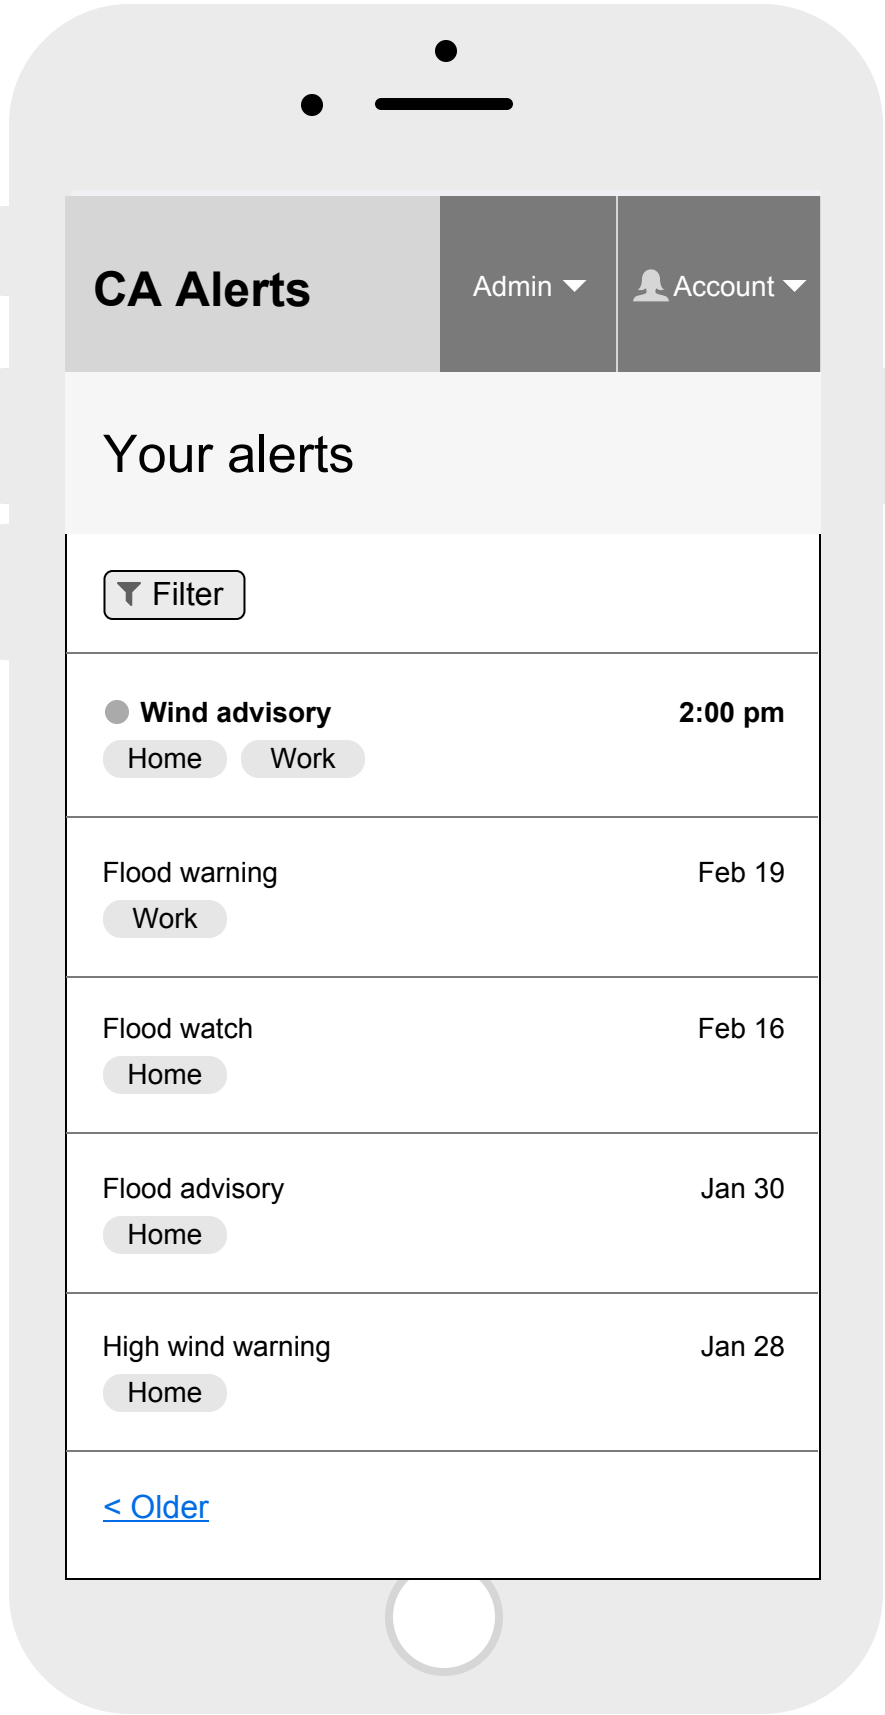 CA Alerts Admin Account
Your alerts
Filter
Wind advisory 2:00 pm
Home Work
Flood warning Feb 19
Work
Flood watch Feb 16
Home
Flood advisory Jan 30
Home
High wind warning Jan 28
Home
< Older